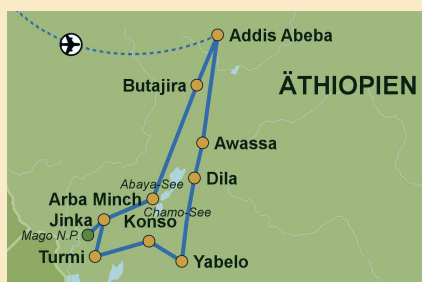 Addis Abeba
Butajira
ÄTHIOPIEN
Awassa
Dila
Abaya-See
Arba Minch
Chamo-See
Jinka
Konso
Mago N.P.
Turmi
Yabelo